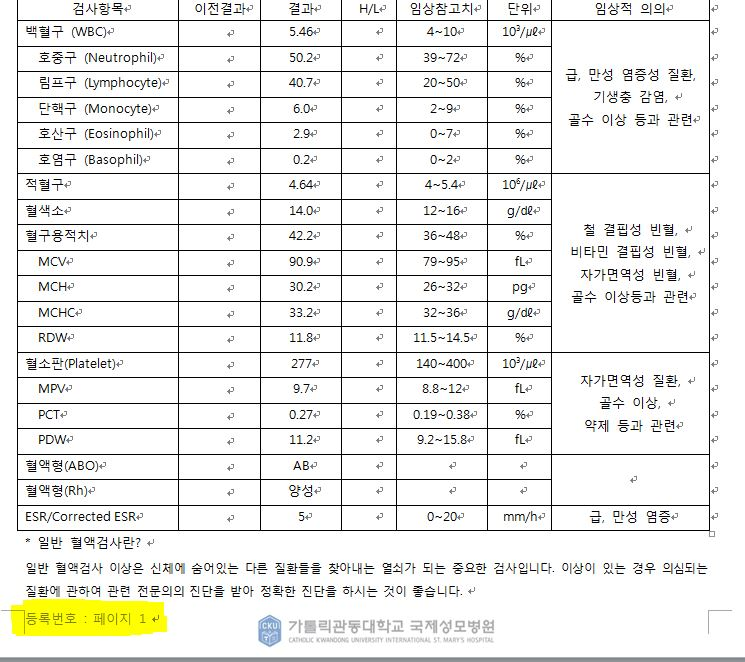 검사항목 이전결과 결과 H/L 임상참고치 단위 임상적 의의
백혈구 (WBC) 5.46 4~10 10³/㎕
호중구 (Neutrophil) 50.2 39~72 %
림프구 (Lymphocyte) 40.7 20~50 %
단핵구 (Monocyte) 6.0 2~9 %
호산구 (Eosinophil) 2.9 0~7 %
호염구 (Basophil) 0.2 0~2 %
급, 만성 염증성 질환,
기생충 감염,
골수 이상 등과 관련
적혈구 4.64 4~5.4 10⁶/㎕
혈색소 14.0 12~16 g/dℓ
혈구용적치 42.2 36~48 %
MCV 90.9 79~95 fL
MCH 30.2 26~32 pg
MCHC 33.2 32~36 g/dℓ
RDW 11.8 11.5~14.5 %
철 결핍성 빈혈,
비타민 결핍성 빈혈,
자가면역성 빈혈,
골수 이상등과 관련
혈소판(Platelet) 277 140~400 10³/㎕
MPV 9.7 8.8~12 fL
PCT 0.27 0.19~0.38 %
PDW 11.2 9.2~15.8 fL
자가면역성 질환,
골수 이상,
약제 등과 관련
혈액형(ABO) AB
혈액형(Rh) 양성
ESR/Corrected ESR 5 0~20 mm/h 급, 만성 염증
* 일반 혈액검사란?
일반 혈액검사 이상은 신체에 숨어있는 다른 질환들을 찾아내는 열쇠가 되는 중요한 검사입니다. 이상이 있는 경우 의심되는
질환에 관하여 관련 전문의의 진단을 받아 정확한 진단을 하시는 것이 좋습니다.
등록번호 : 페이지 1
CKU 가톨릭관동대학교 국제성모병원
CATHOLIC KWANDONG UNIVERSITY INTERNATIONAL ST. MARY'S HOSPITAL